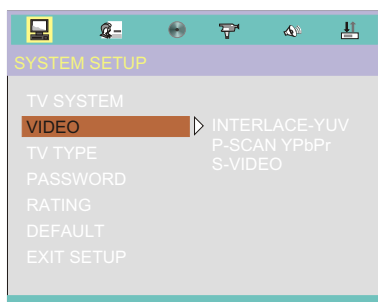 SYSTEM SETUP
TV SYSTEM
VIDEO
INTERLACE-YUV
TV TYPE
P-SCAN YPbPr
S-VIDEO
PASSWORD
RATING
DEFAULT
EXIT SETUP